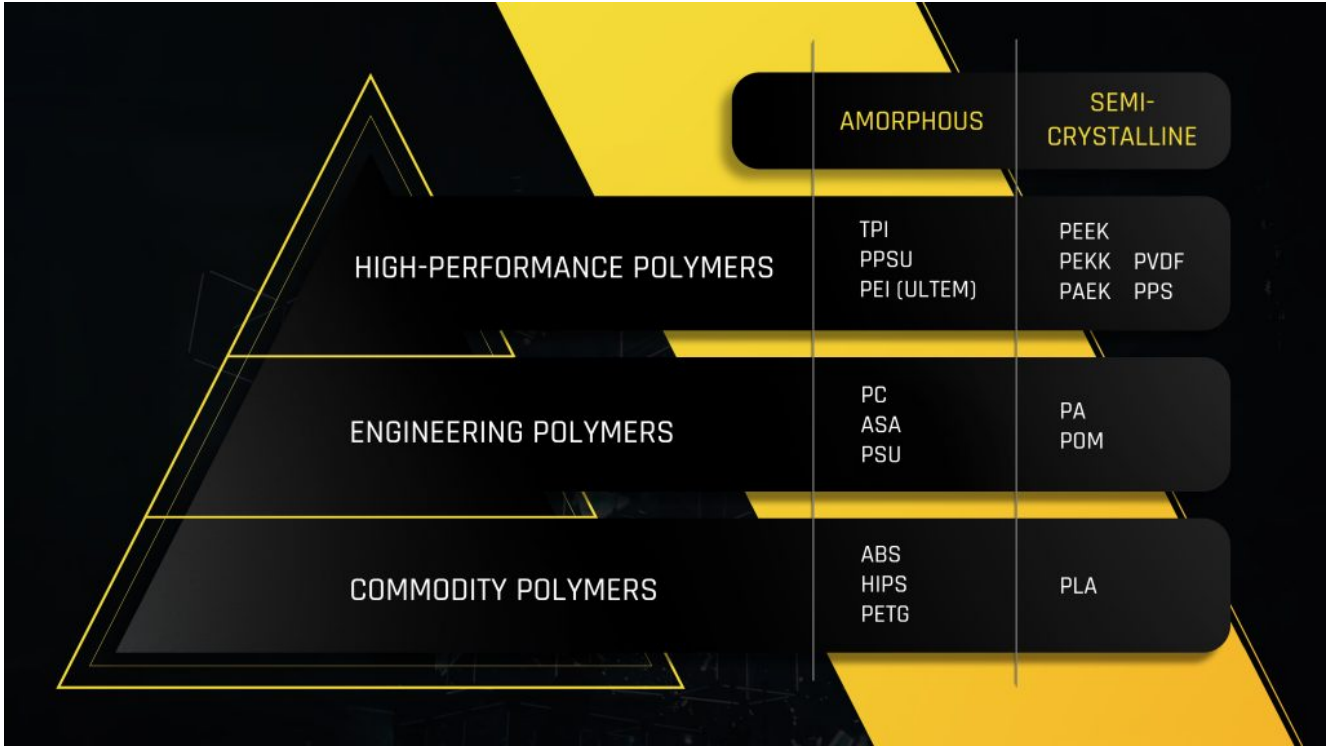 AMORPHOUS
SEMI-
CRYSTALLINE
HIGH-PERFORMANCE POLYMERS
TPI
PPSU
PEI (ULTEM)
PEEK
PEKK PVDF
PAEK PPS
ENGINEERING POLYMERS
PC
ASA
PSU
PA
POM
COMMODITY POLYMERS
ABS
HIPS
PETG
PLA